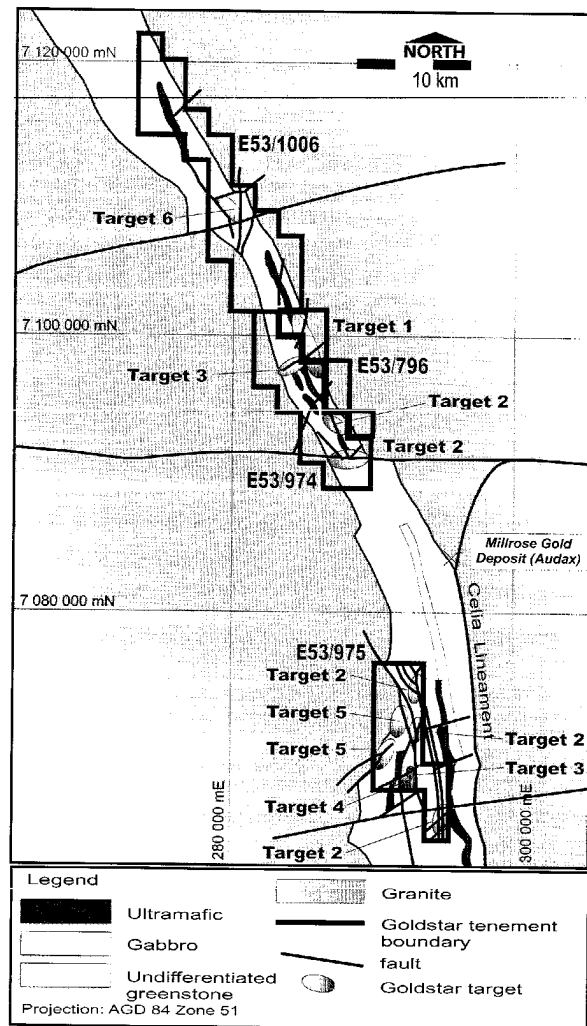 7 120 000 mN
NORTH
10 km
E53/1006
Target 6
7 100 000 mN
Target 1
Target 3
E53/796
Target 2
Target 2
E53/974
Millrose Gold
Deposit (Audax)
7 080 000 mN
Celia Lineament
E53/975
Target 2
Target 5
Target 2
Target 5
Target 3
Target 4
280 000 mE
300 000 mE
Target 2
Legend
Ultramafic
Gabbro
Undifferentiated
greenstone
Projection: AGD 84 Zone 51
Granite
Goldstar tenement
boundary
fault
Goldstar target